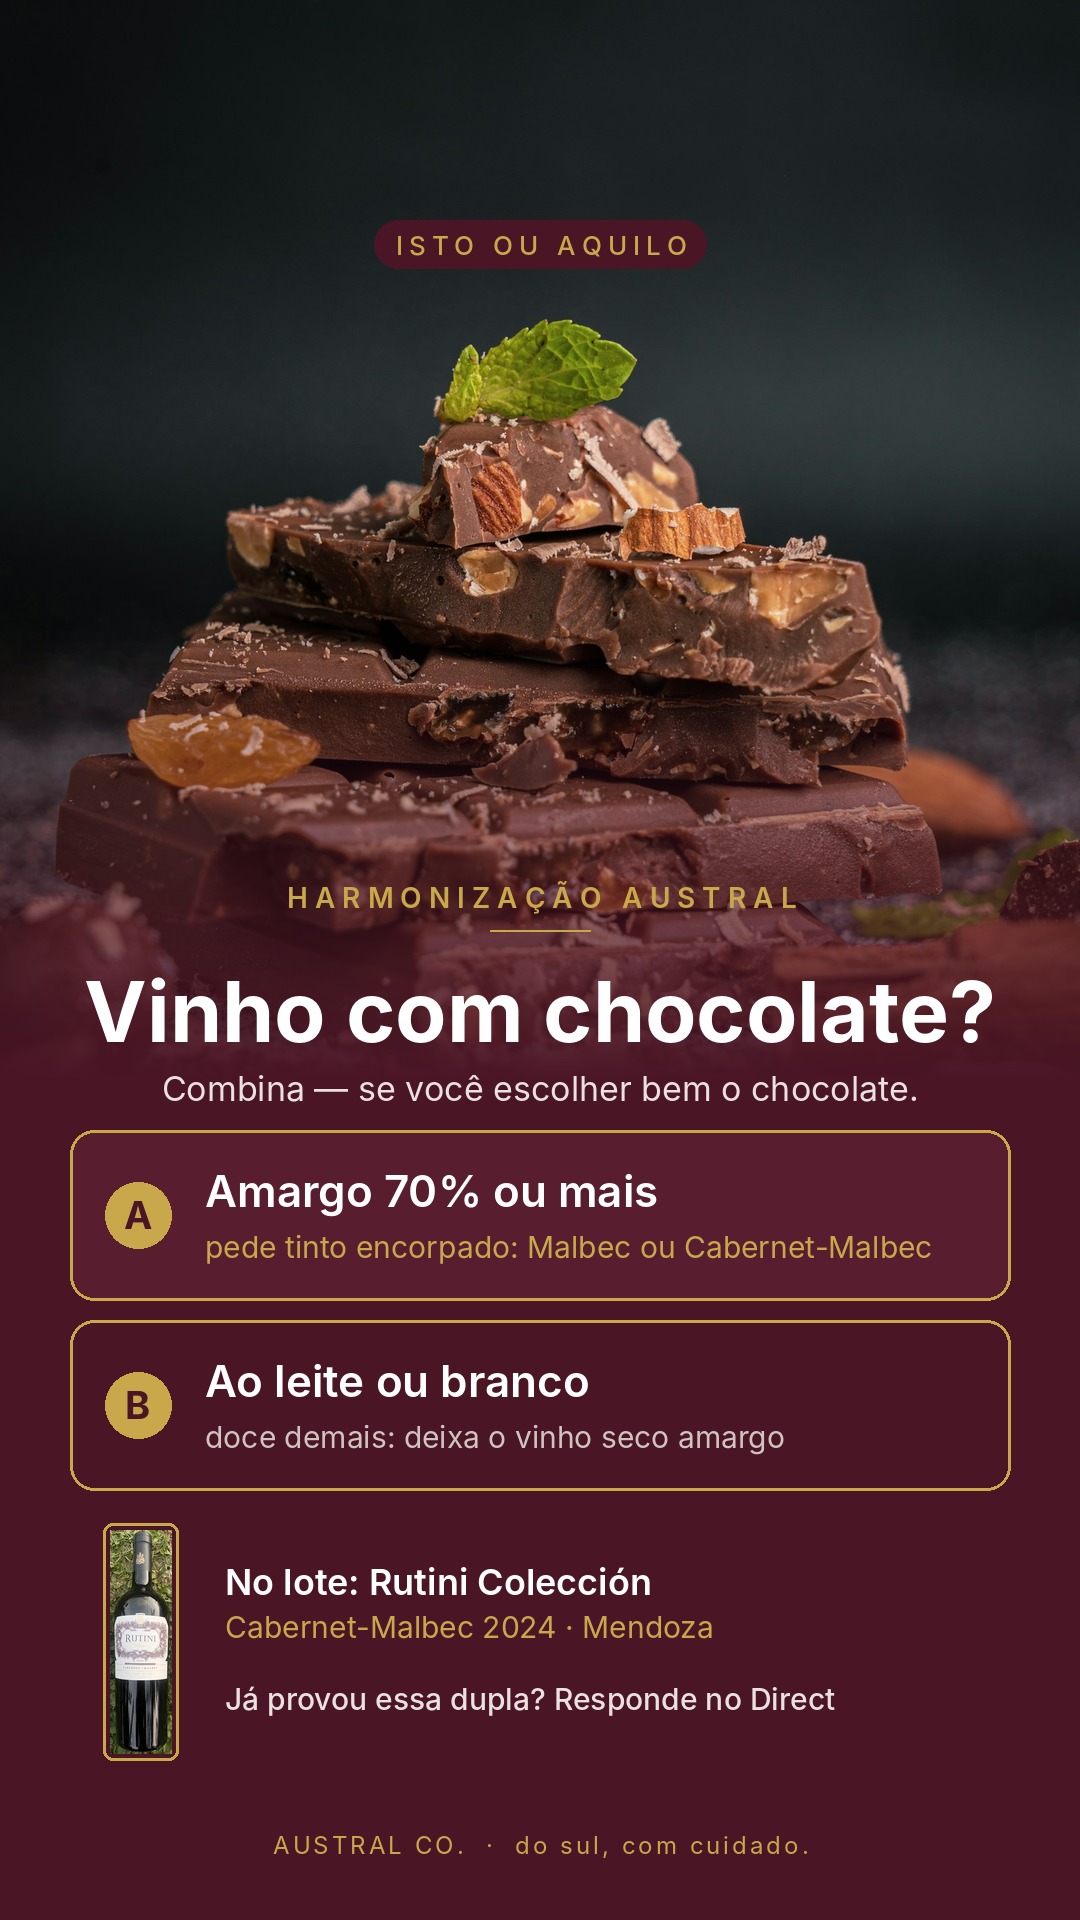 ISTO OU AQUILO
HARMONIZAÇÃO AUSTRAL
Vinho com chocolate?
Combina — se você escolher bem o chocolate.
A
Amargo 70% ou mais
pede tinto encorpado: Malbec ou Cabernet-Malbec
B
Ao leite ou branco
doce demais: deixa o vinho seco amargo
RUTINI
No lote: Rutini Colección
Cabernet-Malbec 2024 · Mendoza
Já provou essa dupla? Responde no Direct
AUSTRAL CO. · do sul, com cuidado.